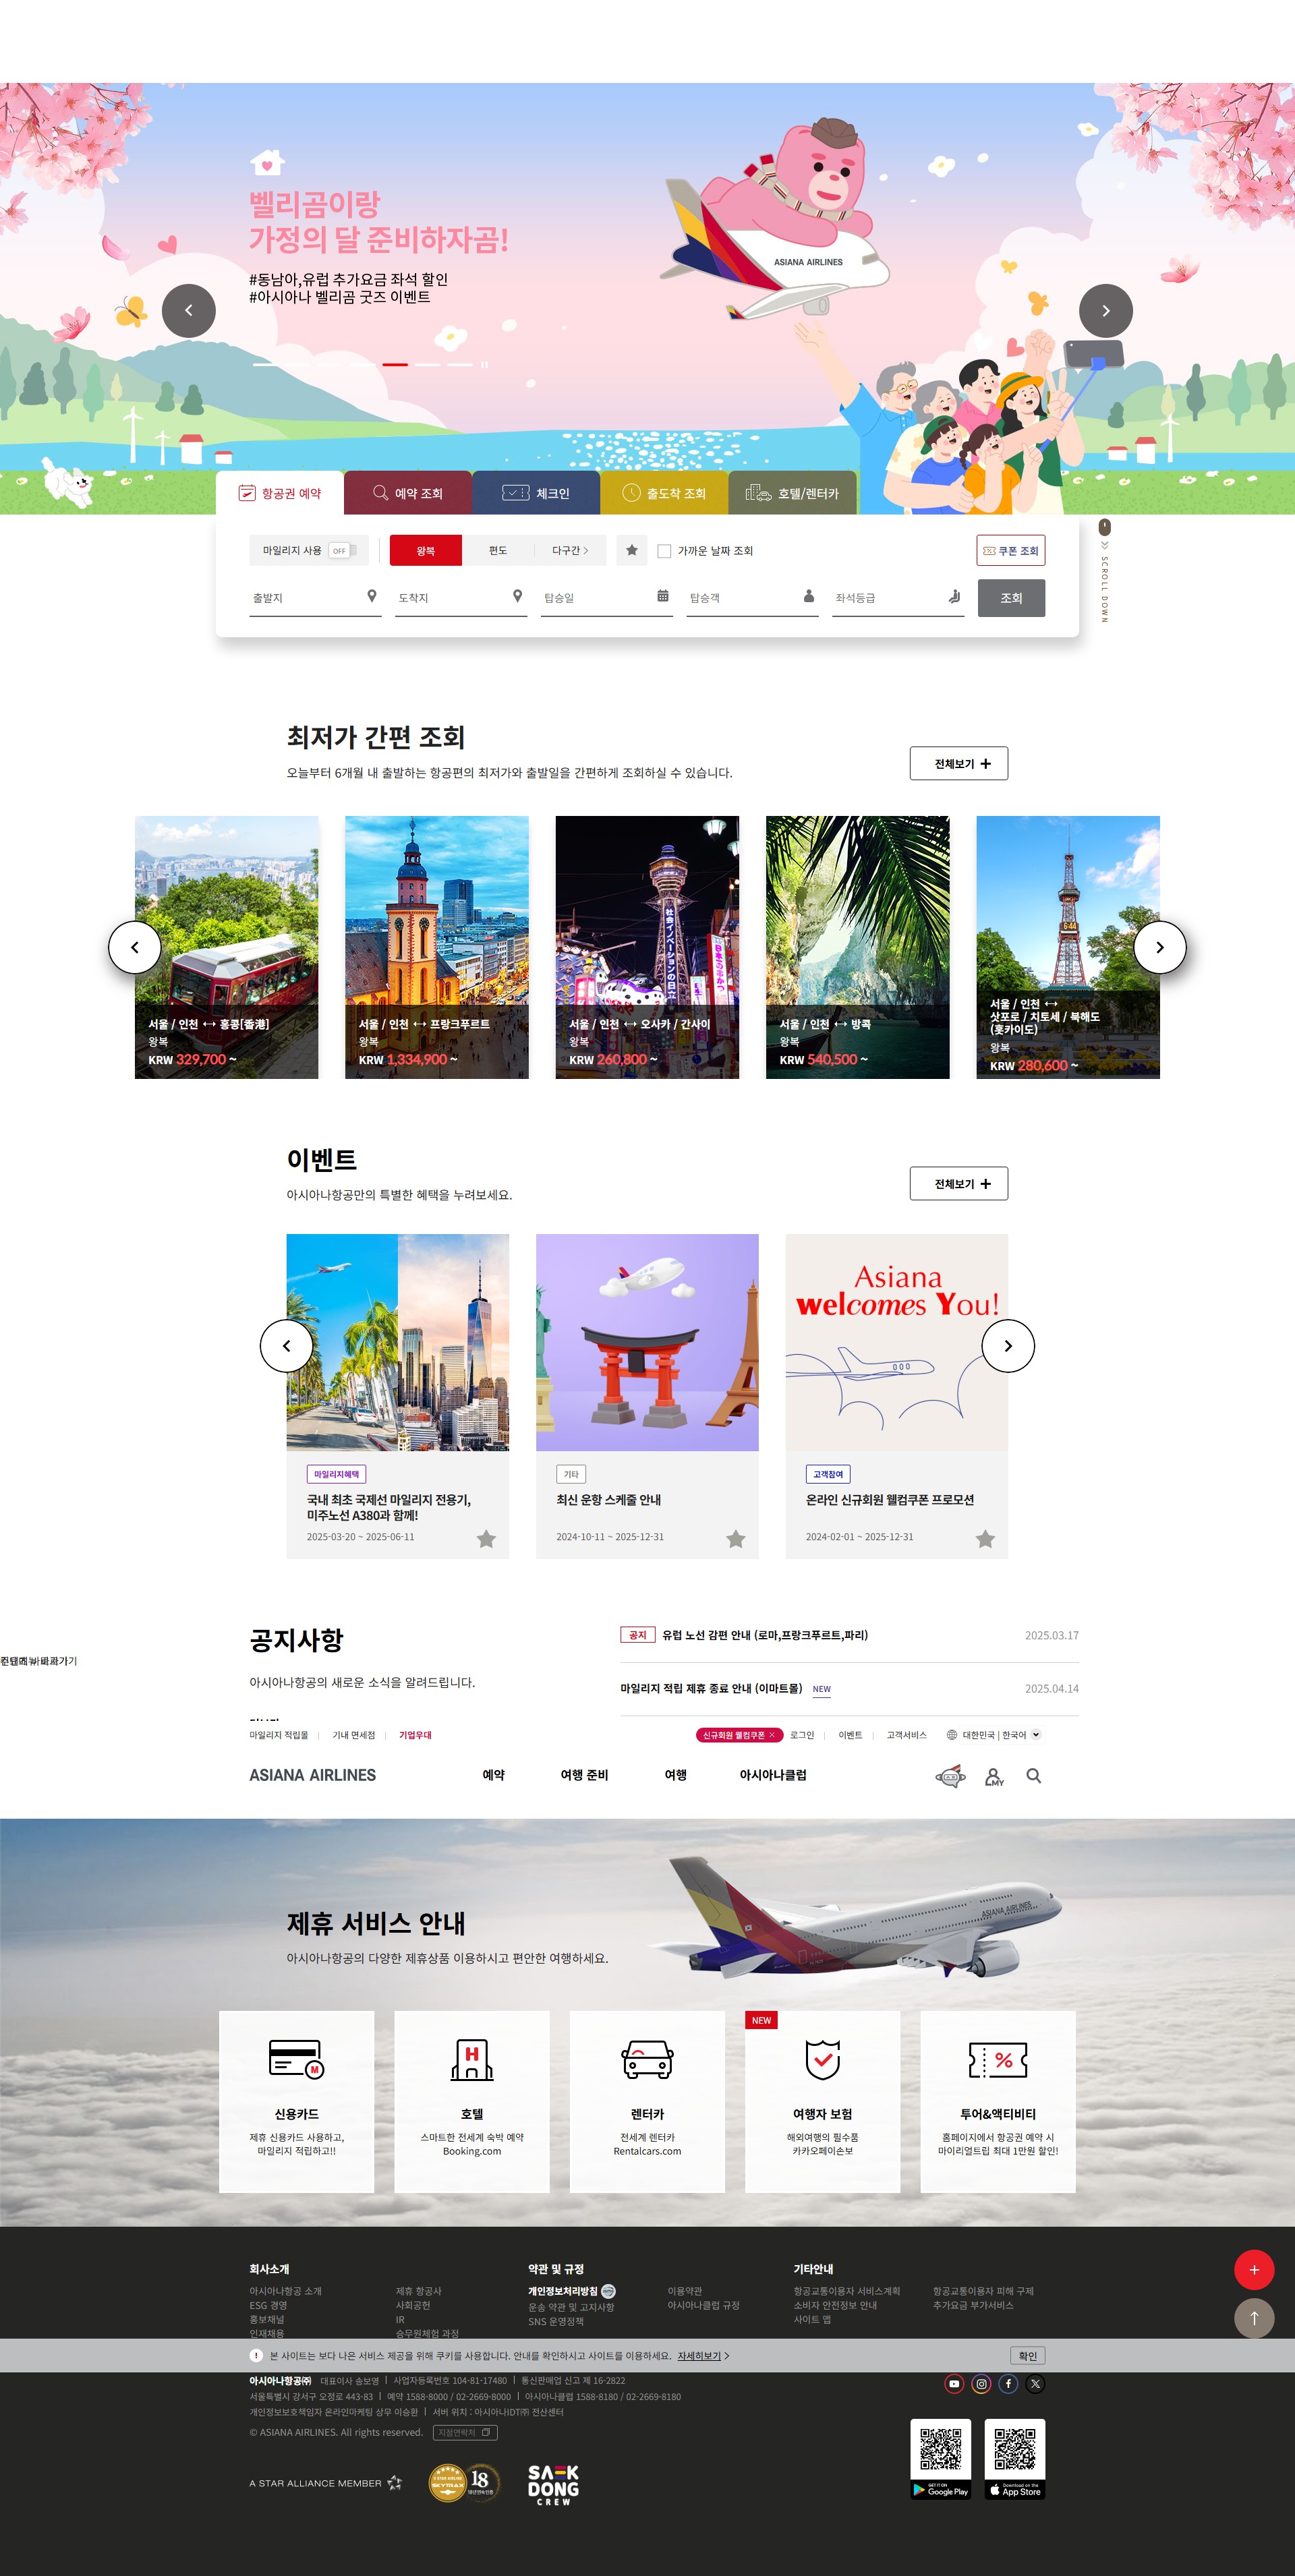 벨리곰이랑
가정의 달 준비하자곰!
#동남아,유럽 추가요금 좌석 할인
#아시아나 벨리곰 굿즈 이벤트
ASIANA AIRLINES
항공권 예약
예약 조회
체크인
출도착 조회
호텔/렌터카
마일리지 사용 OFF
왕복
편도
다구간
가까운 날짜 조회
쿠폰 조회
출발지
도착지
탑승일
탑승객
좌석등급
조회
SCROLL DOWN
최저가 간편 조회
오늘부터 6개월 내 출발하는 항공편의 최저가와 출발일을 간편하게 조회하실 수 있습니다.
전체보기
서울 / 인천 ↔ 홍콩[香港]
왕복
KRW 329,700 ~
서울 / 인천 ↔ 프랑크푸르트
왕복
KRW 1,334,900 ~
社会イノベーションの日立
서울 / 인천 ↔ 오사카 / 간사이
왕복
KRW 260,800 ~
서울 / 인천 ↔ 방콕
왕복
KRW 540,500 ~
6:44
서울 / 인천 ↔
삿포로 / 치토세 / 북해도
(홋카이도)
왕복
KRW 280,600 ~
이벤트
아시아나항공만의 특별한 혜택을 누려보세요.
전체보기
마일리지혜택
국내 최초 국제선 마일리지 전용기,
미주노선 A380과 함께!
2025-03-20 ~ 2025-06-11
기타
최신 운항 스케줄 안내
2024-10-11 ~ 2025-12-31
Asiana
welcomes You!
고객참여
온라인 신규회원 웰컴쿠폰 프로모션
2024-02-01 ~ 2025-12-31
공지사항
아시아나항공의 새로운 소식을 알려드립니다.
공지 유럽 노선 감편 안내 (로마,프랑크푸르트,파리) 2025.03.17
마일리지 적립 제휴 종료 안내 (이마트몰) NEW 2025.04.14
마일리지 적립몰
기내 면세점
기업우대
신규회원 웰컴쿠폰
로그인
이벤트
고객서비스
대한민국 | 한국어
ASIANA AIRLINES
예약
여행 준비
여행
아시아나클럽
MY
제휴 서비스 안내
아시아나항공의 다양한 제휴상품 이용하시고 편안한 여행하세요.
ASIANA AIRLINES
신용카드
제휴 신용카드 사용하고,
마일리지 적립하고!!
호텔
스마트한 전세계 숙박 예약
Booking.com
렌터카
전세계 렌터카
Rentalcars.com
NEW
여행자 보험
해외여행의 필수품
카카오페이손보
투어&액티비티
홈페이지에서 항공권 예약 시
마이리얼트립 최대 1만원 할인!
회사소개
아시아나항공 소개
ESG 경영
홍보채널
인재채용
제휴 항공사
사회공헌
IR
승무원체험 과정
약관 및 규정
개인정보처리방침
운송 약관 및 고지사항
SNS 운영정책
이용약관
아시아나클럽 규정
기타안내
항공교통이용자 서비스계획
소비자 안전정보 안내
사이트 맵
항공교통이용자 피해 구제
추가요금 부가서비스
본 사이트는 보다 나은 서비스 제공을 위해 쿠키를 사용합니다. 안내를 확인하시고 사이트를 이용하세요. 자세히보기
확인
아시아나항공㈜ 대표이사 송보영 | 사업자등록번호 104-81-17480 | 통신판매업 신고 제 16-2822
서울특별시 강서구 오정로 443-83 | 예약 1588-8000 / 02-2669-8000 | 아시아나클럽 1588-8180 / 02-2669-8180
개인정보보호책임자 온라인마케팅 상무 이승환 | 서버 위치 : 아시아나IDT㈜ 전산센터
© ASIANA AIRLINES. All rights reserved.
지점연락처
A STAR ALLIANCE MEMBER
SKYTRAX
18
SAEK
DONG
CREW
GET IT ON
Google Play
Download on the
App Store